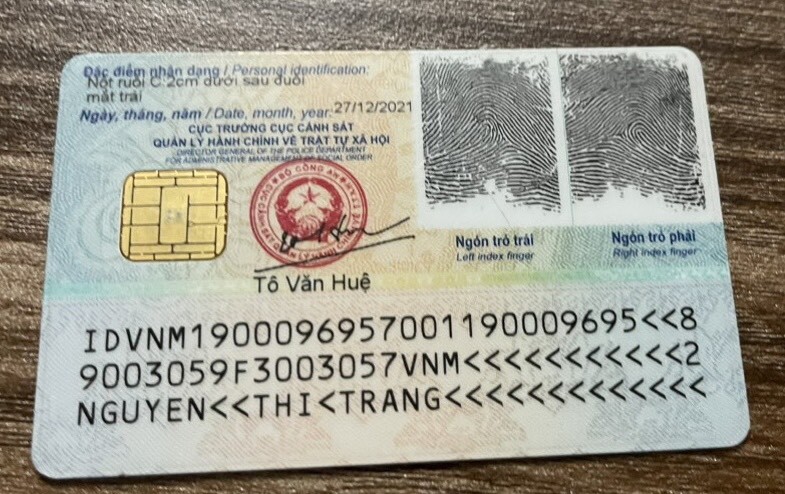 Đặc điểm nhận dạng / Personal identification:
Nốt ruồi C:2cm dưới sau đuôi
mắt trái
Ngày, tháng, năm / Date, month, year: 27/12/2021
CỤC TRƯỞNG CỤC CẢNH SÁT
QUẢN LÝ HÀNH CHÍNH VỀ TRẬT TỰ XÃ HỘI
DIRECTOR GENERAL OF THE POLICE DEPARTMENT
FOR ADMINISTRATIVE MANAGEMENT OF SOCIAL ORDER
BỘ CÔNG AN
Tô Văn Huệ
Ngón trỏ trái
Left index finger
Ngón trỏ phải
Right index finger
IDVNM1900096957001190009695<<8
9003059F3003057VNM<<<<<<<<<<<2
NGUYEN<<THI<TRANG<<<<<<<<<<<<<